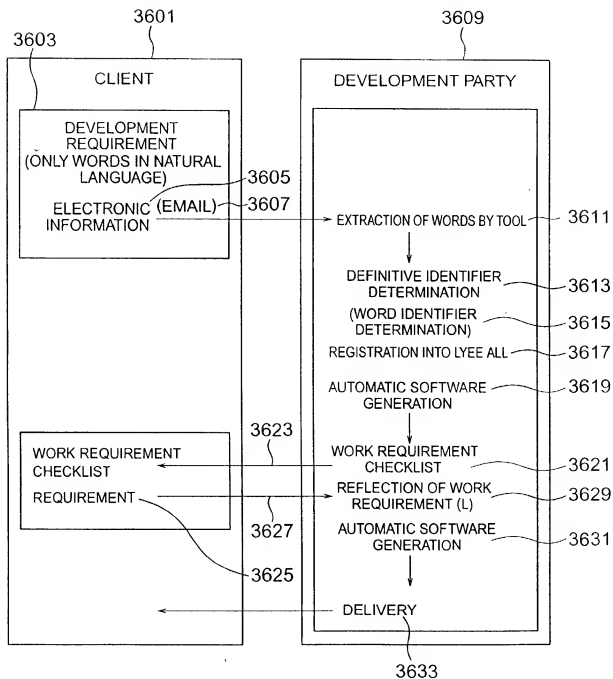 3601
3603
3609
CLIENT
DEVELOPMENT PARTY
DEVELOPMENT
REQUIREMENT
(ONLY WORDS IN NATURAL
LANGUAGE)
3605
ELECTRONIC (EMAIL) 3607
INFORMATION
EXTRACTION OF WORDS BY TOOL 3611
DEFINITIVE IDENTIFIER
DETERMINATION 3613
(WORD IDENTIFIER
DETERMINATION) 3615
REGISTRATION INTO LYEE ALL 3617
AUTOMATIC SOFTWARE
GENERATION 3619
3623
WORK REQUIREMENT
CHECKLIST
WORK REQUIREMENT
CHECKLIST 3621
REQUIREMENT
REFLECTION OF WORK
REQUIREMENT (L) 3629
3627
3625
AUTOMATIC SOFTWARE
GENERATION 3631
DELIVERY
3633